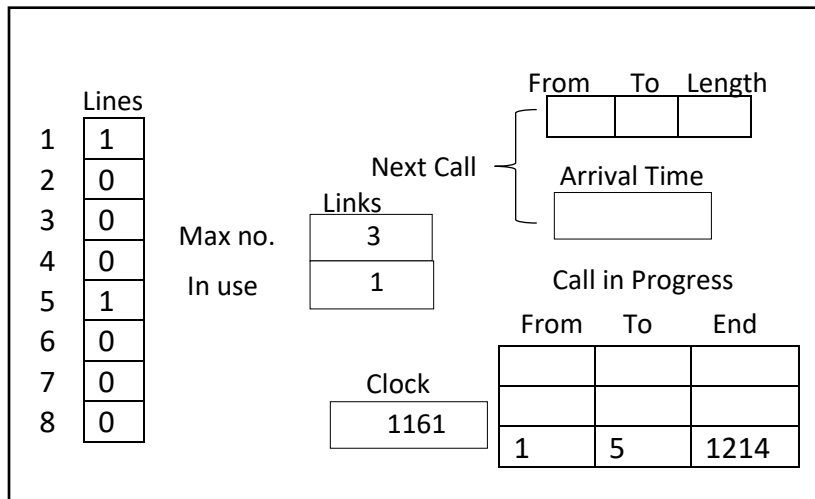 From To Length
Lines
1 1
2 0
3 0
4 0
5 1
6 0
7 0
8 0
Next Call
Arrival Time
Links
Max no. 3
In use 1
Call in Progress
From To End
1 5 1214
Clock
1161